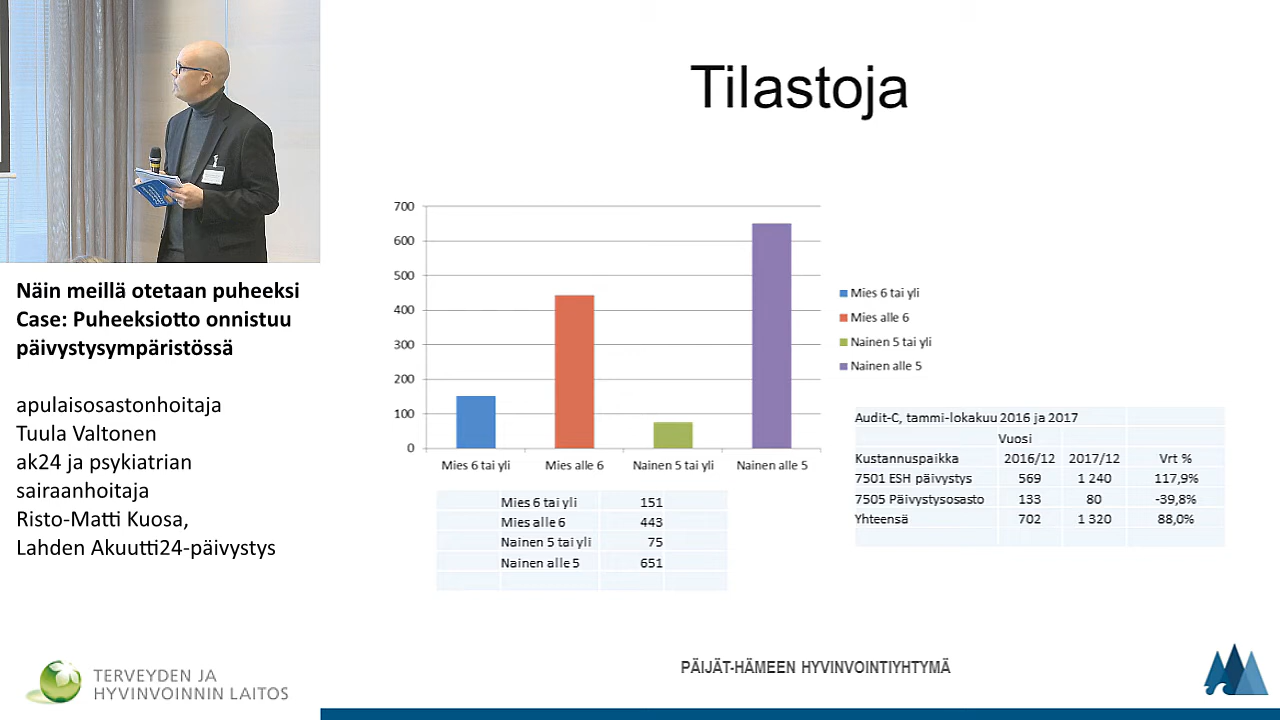 Tilastoja
Näin meillä otetaan puheeksi
Case: Puheeksiotto onnistuu
päivystysympäristössä
apulaisosastonhoitaja
Tuula Valtonen
ak24 ja psykiatrian
sairaanhoitaja
Risto-Matti Kuosa,
Lahden Akuutti24-päivystys
700
600
500
400
300
200
100
0
Mies 6 tai yli Mies alle 6 Nainen 5 tai yli Nainen alle 5
Mies 6 tai yli
Mies alle 6
Nainen 5 tai yli
Nainen alle 5
Mies 6 tai yli 151
Mies alle 6 443
Nainen 5 tai yli 75
Nainen alle 5 651
Audit-C, tammi-lokakuu 2016 ja 2017
Vuosi
Kustannuspaikka 2016/12 2017/12 Vrt %
7501 ESH päivystys 569 1 240 117,9%
7505 Päivystysosasto 133 80 -39,8%
Yhteensä 702 1 320 88,0%
TERVEYDEN JA
HYVINVOINNIN LAITOS
PÄIJÄT-HÄMEEN HYVINVOINTIYHTYMÄ